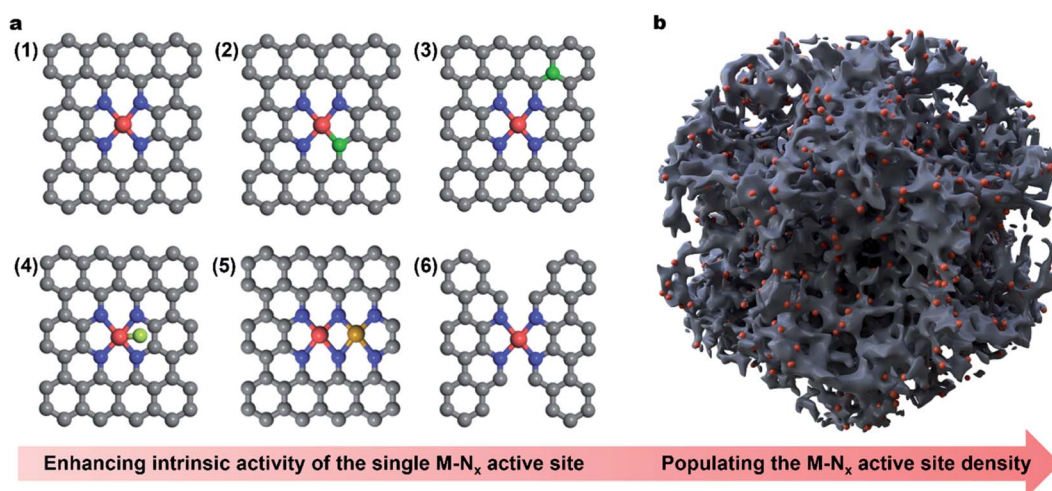 a
b
(1)
(2)
(3)
(4)
(5)
(6)
Enhancing intrinsic activity of the single M-Nx active site
Populating the M-Nx active site density